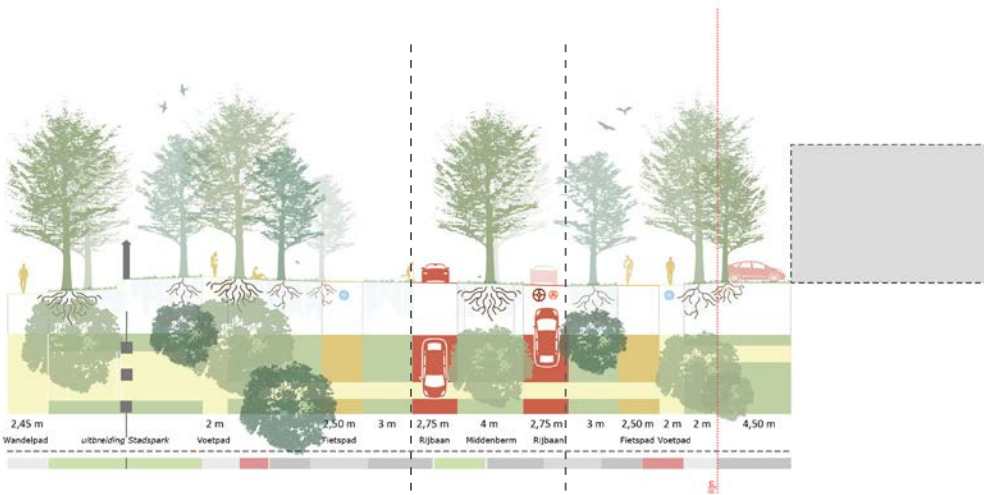 2,45 m 2 m 2,50 m 3 m 2,75 m 4 m 2,75 m 3 m 2,50 m 2 m 2 m 4,50 m
Wandelpad uitbreiding Stadspark Voetpad Fietspad Rijbaan Middenberm Rijbaan Fietspad Voetpad